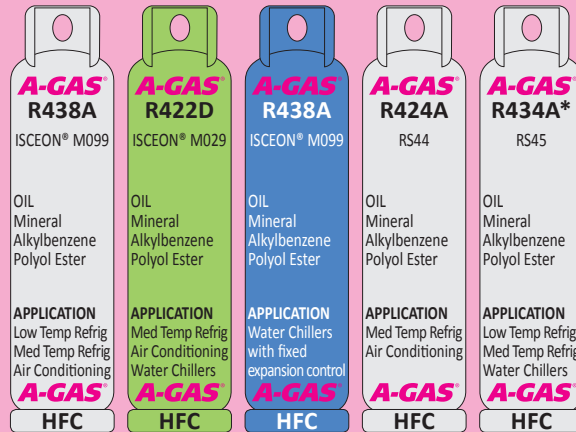 A-GAS®
R438A
ISCEON® M099
OIL
Mineral
Alkylbenzene
Polyol Ester
APPLICATION
Low Temp Refrig
Med Temp Refrig
Air Conditioning
A-GAS®
HFC
A-GAS®
R422D
ISCEON® M029
OIL
Mineral
Alkylbenzene
Polyol Ester
APPLICATION
Med Temp Refrig
Air Conditioning
Water Chillers
A-GAS®
HFC
A-GAS®
R438A
ISCEON® M099
OIL
Mineral
Alkylbenzene
Polyol Ester
APPLICATION
Water Chillers
with fixed
expansion control
A-GAS®
HFC
A-GAS®
R424A
RS44
OIL
Mineral
Alkylbenzene
Polyol Ester
APPLICATION
Med Temp Refrig
Air Conditioning
A-GAS®
HFC
A-GAS®
R434A*
RS45
OIL
Mineral
Alkylbenzene
Polyol Ester
APPLICATION
Low Temp Refrig
Med Temp Refrig
Water Chillers
A-GAS®
HFC